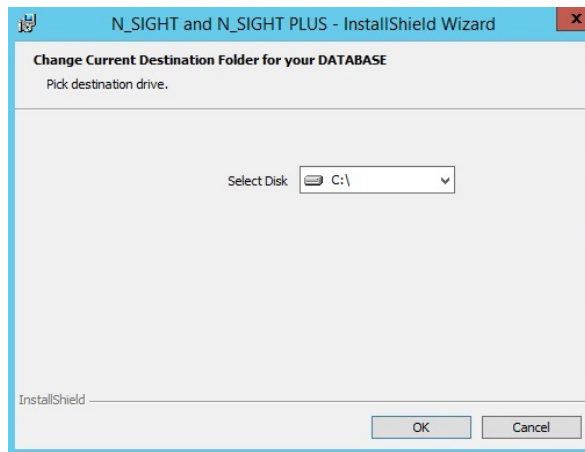 N_SIGHT and N_SIGHT PLUS - InstallShield Wizard
x
Change Current Destination Folder for your DATABASE
Pick destination drive.
Select Disk
C:\
InstallShield
OK
Cancel